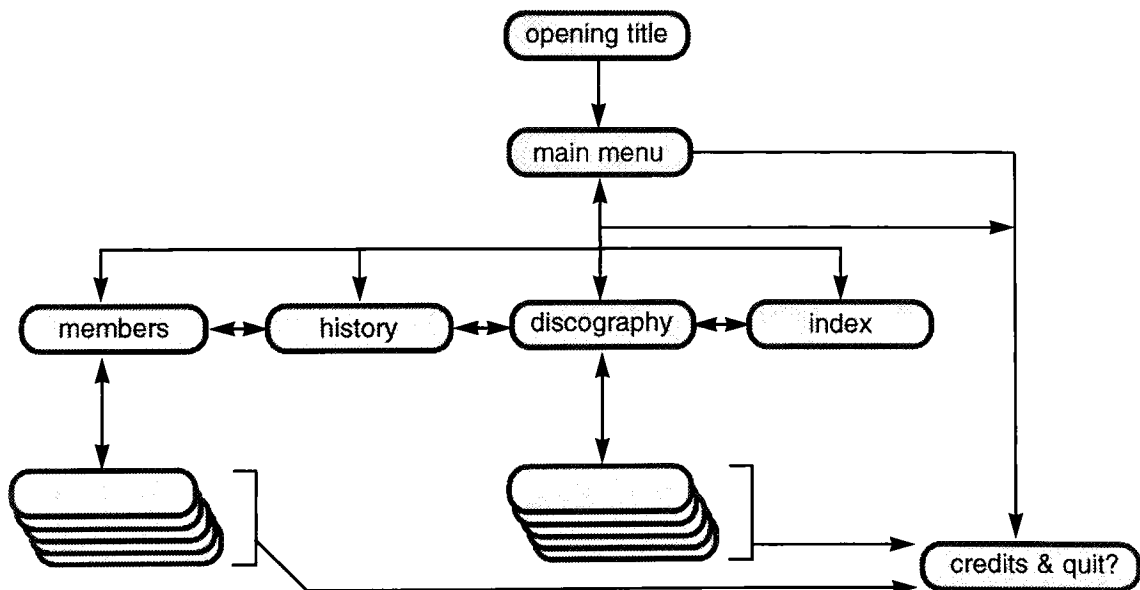 opening title
main menu
members
history
discography
index
credits & quit?